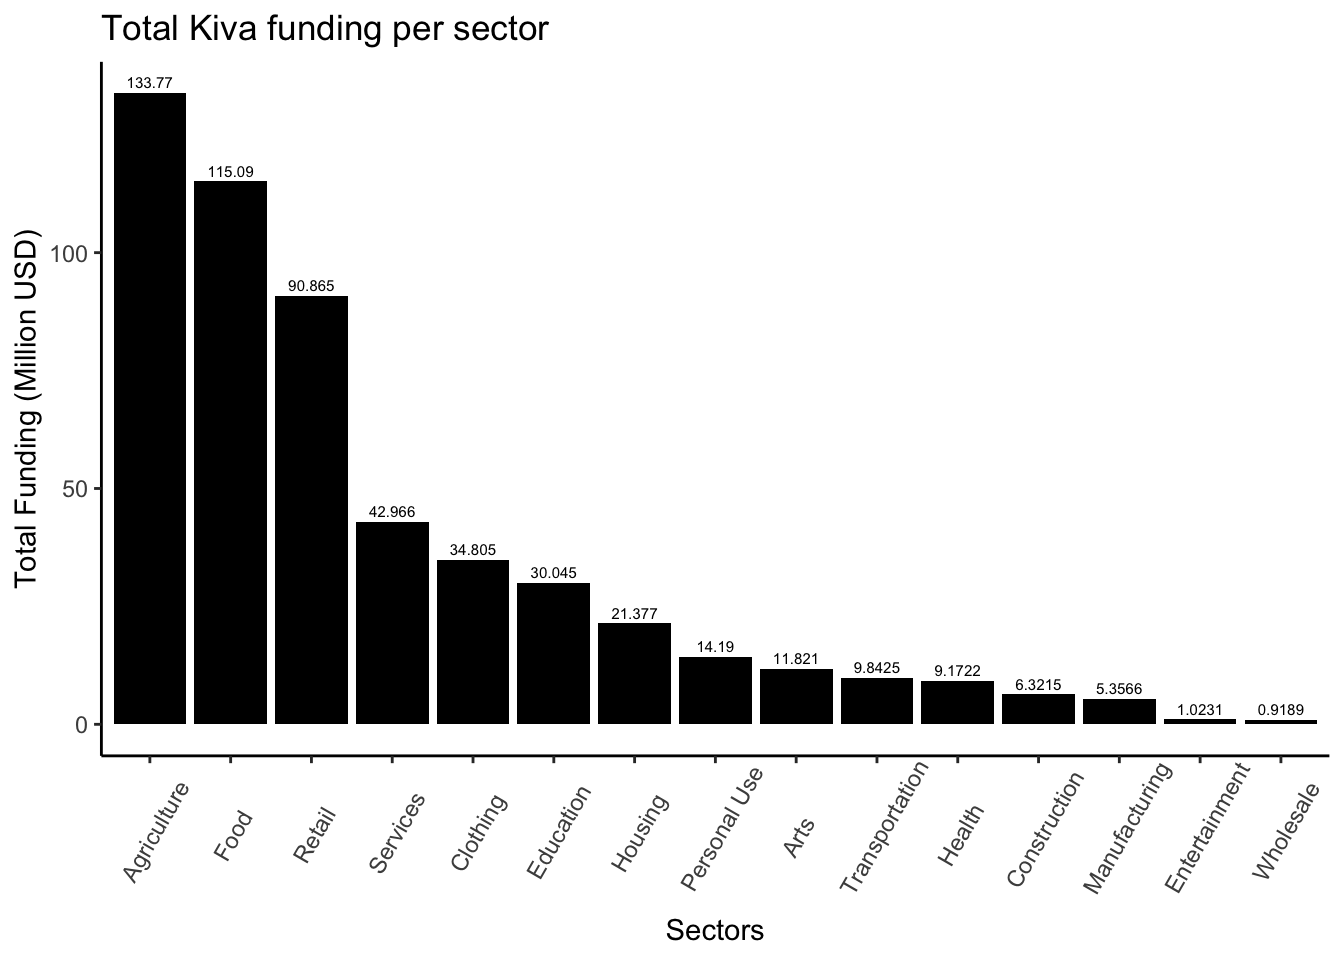 Total Kiva funding per sector
Total Funding (Million USD)
100
50
0
133.77
115.09
90.865
42.966
34.805
30.045
21.377
14.19
11.821
9.8425
9.1722
6.3215
5.3566
1.0231
0.9189
Agriculture
Food
Retail
Services
Clothing
Education
Housing
Personal Use
Arts
Transportation
Health
Construction
Manufacturing
Entertainment
Wholesale
Sectors